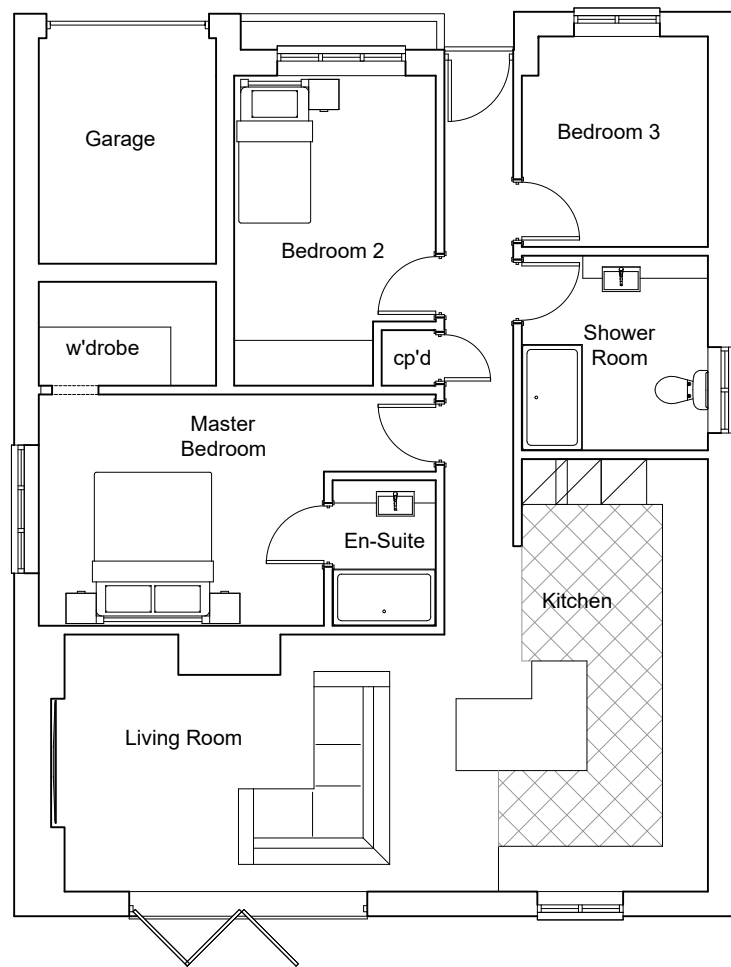 Garage
Bedroom 3
Bedroom 2
Shower
Room
w'drobe
cp'd
Master
Bedroom
En-Suite
Kitchen
Living Room